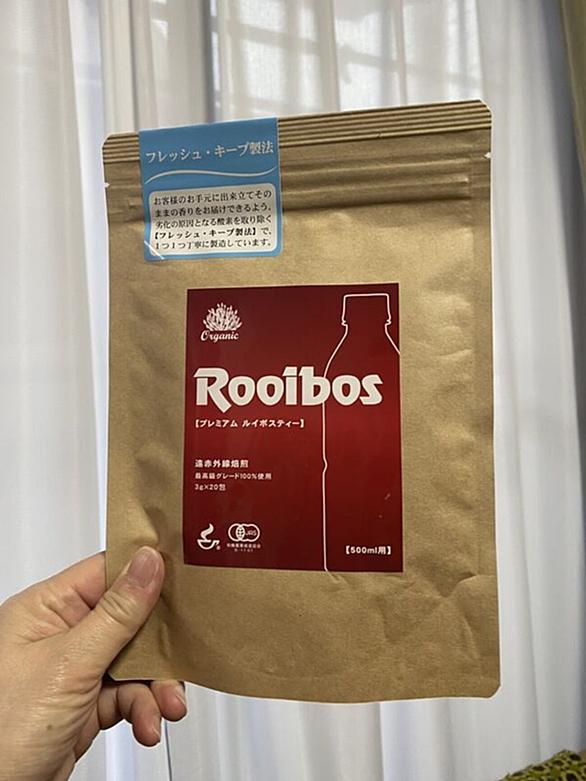 フレッシュ・キープ製法
お客様のお手元に出来立てその
ままの香りをお届けできるよう、
劣化の原因となる酸素を取り除く
【フレッシュ・キープ製法】で、
1つ1つ丁寧に製造しています。
Organic
Rooibos
【プレミアム ルイボスティー】
遠赤外線焙煎
最高級グレード100%使用
3g×20包
JAS
【500ml用】